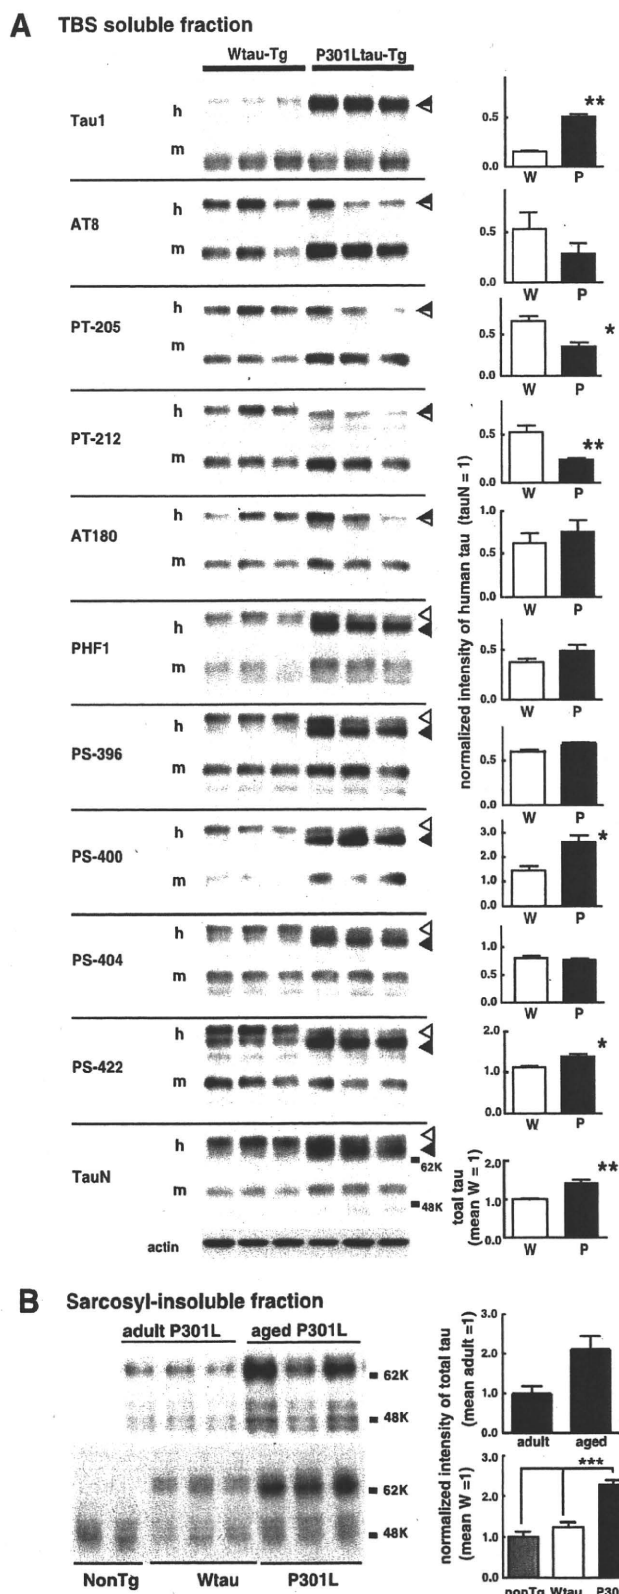 A TBS soluble fraction
Wtau-Tg P301Ltau-Tg
Tau1 h
m
0.5
0.0
**
W P
AT8 h
m
0.5
0.0
W P
PT-205 h
m
0.5
0.0
*
W P
PT-212 h
m
0.5
0.0
**
W P
AT180 h
m
1.0
0.5
0.0
W P
PHF1 h
m
0.5
0.0
W P
PS-396 h
m
0.5
0.0
W P
PS-400 h
m
3.0
2.0
1.0
0.0
*
W P
PS-404 h
m
1.0
0.5
0.0
W P
PS-422 h
m
2.0
1.0
0.0
*
W P
normalized intensity of human tau (tauN = 1)
TauN h
m
62K
48K
actin
toal tau
(mean W = 1)
2.0
1.0
0.0
**
W P
B Sarcosyl-insoluble fraction
adult P301L aged P301L
62K
48K
62K
48K
NonTg Wtau P301L
normalized intensity of total tau
(mean adult =1)
3.0
2.0
1.0
0.0
adult aged
(mean W =1)
3.0
2.0
1.0
0.0
***
nonTg Wtau P30